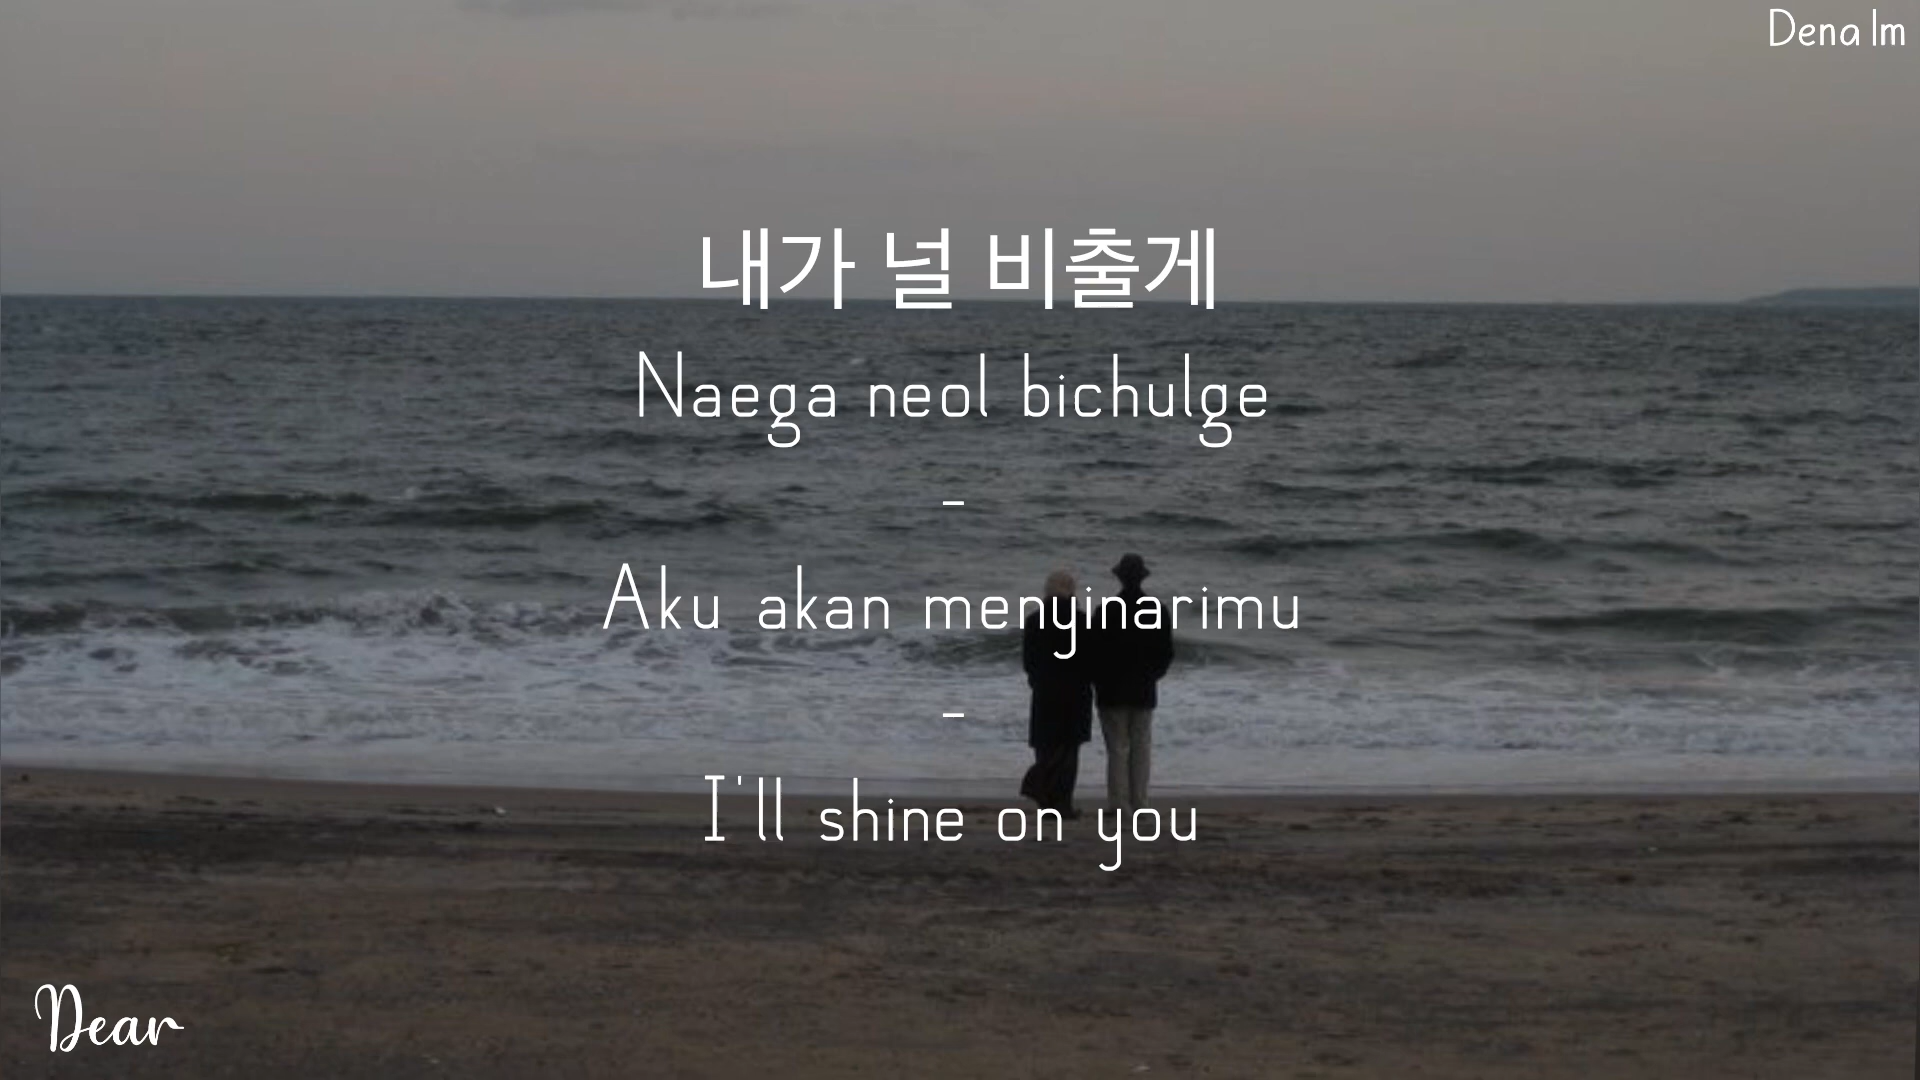 Dena Im
내가 널 비출게
Naega neol bichulge
-
Aku akan menyinarimu
-
I'll shine on you
Dear